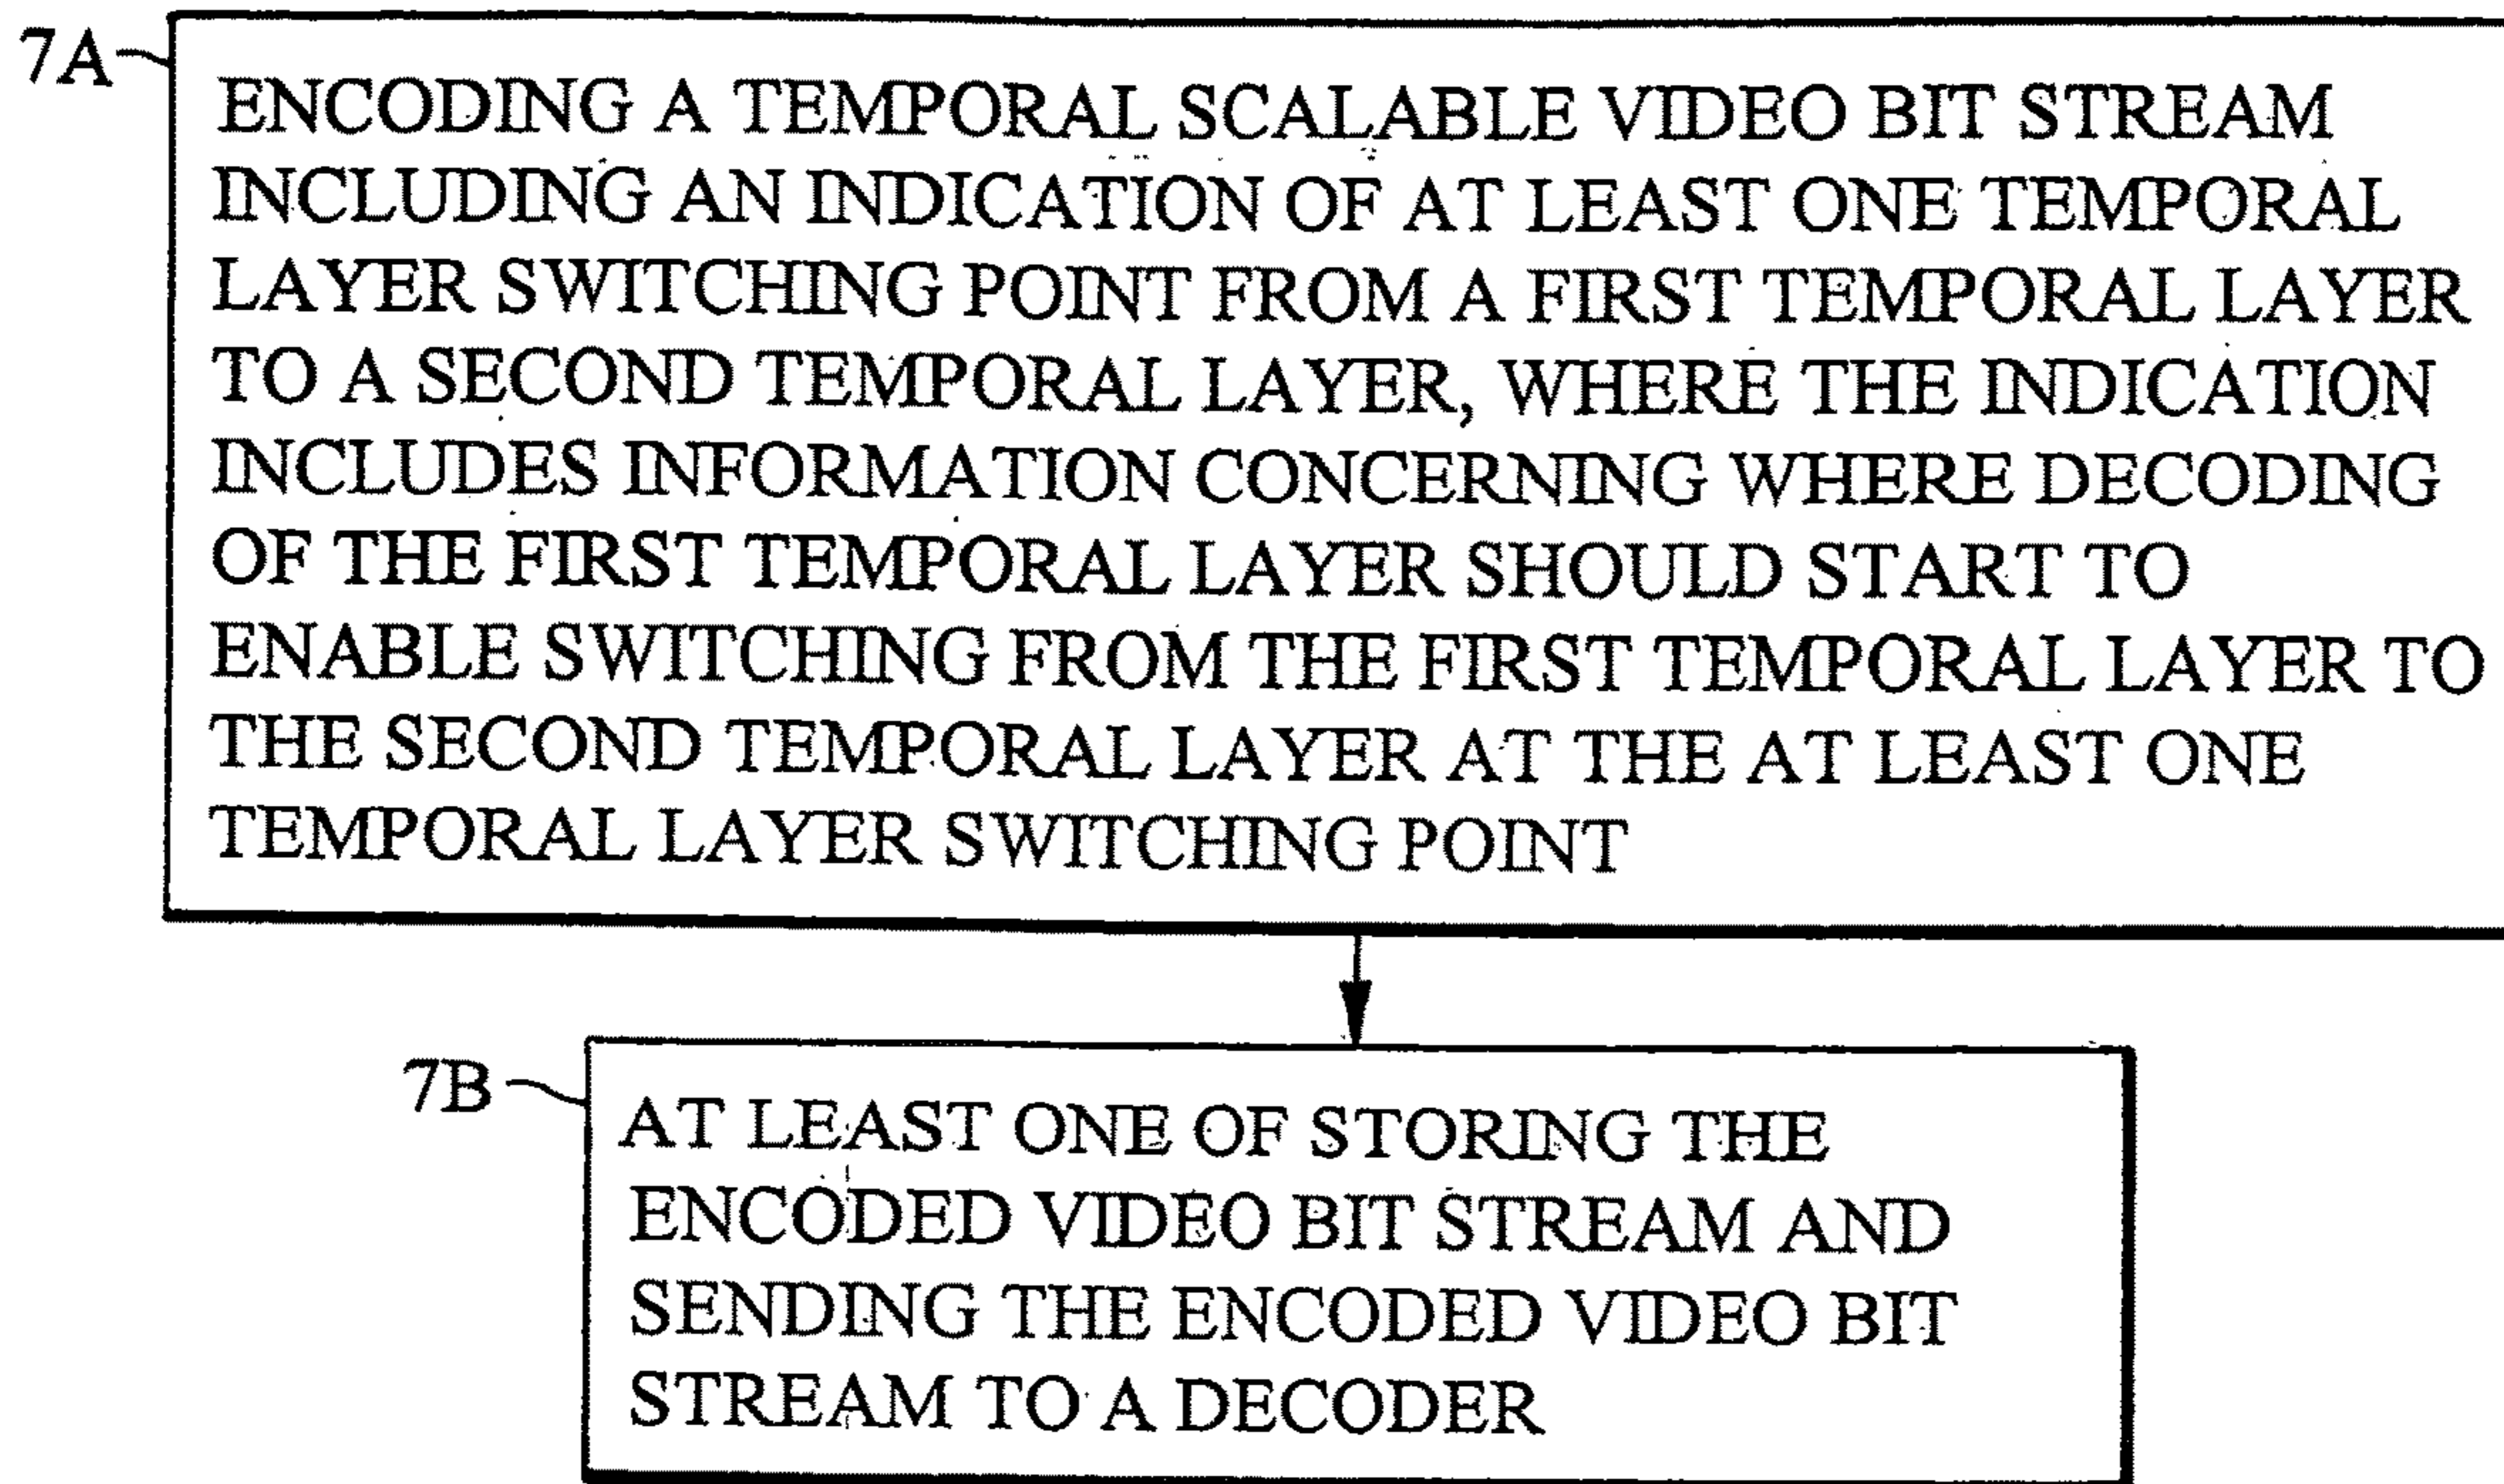 7A
ENCODING A TEMPORAL SCALABLE VIDEO BIT STREAM
INCLUDING AN INDICATION OF AT LEAST ONE TEMPORAL
LAYER SWITCHING POINT FROM A FIRST TEMPORAL LAYER
TO A SECOND TEMPORAL LAYER, WHERE THE INDICATION
INCLUDES INFORMATION CONCERNING WHERE DECODING
OF THE FIRST TEMPORAL LAYER SHOULD START TO
ENABLE SWITCHING FROM THE FIRST TEMPORAL LAYER TO
THE SECOND TEMPORAL LAYER AT THE AT LEAST ONE
TEMPORAL LAYER SWITCHING POINT
7B
AT LEAST ONE OF STORING THE
ENCODED VIDEO BIT STREAM AND
SENDING THE ENCODED VIDEO BIT
STREAM TO A DECODER